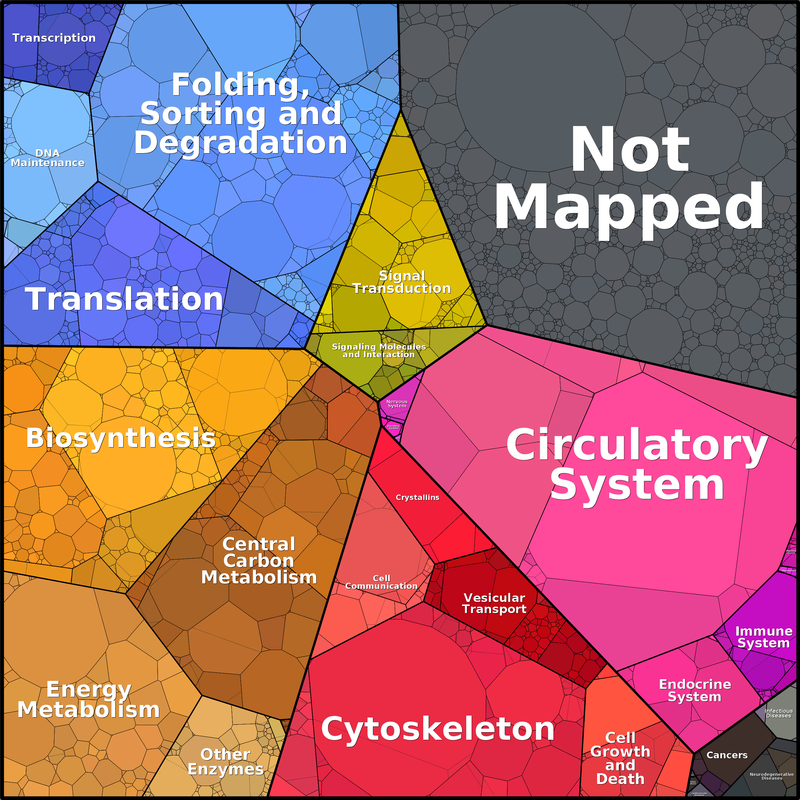 Transcription
Folding,
Sorting and
Degradation
DNA
Maintenance
Not
Mapped
Translation
Signal
Transduction
Signaling Molecules
and Interaction
Nervous
System
Biosynthesis
Circulatory
System
Crystallins
Central
Carbon
Metabolism
Cell
Communication
Vesicular
Transport
Immune
System
Energy
Metabolism
Endocrine
System
Infectious
Diseases
Cytoskeleton
Other
Enzymes
Cell
Growth
and
Death
Cancers
Neurodegenerative
Diseases